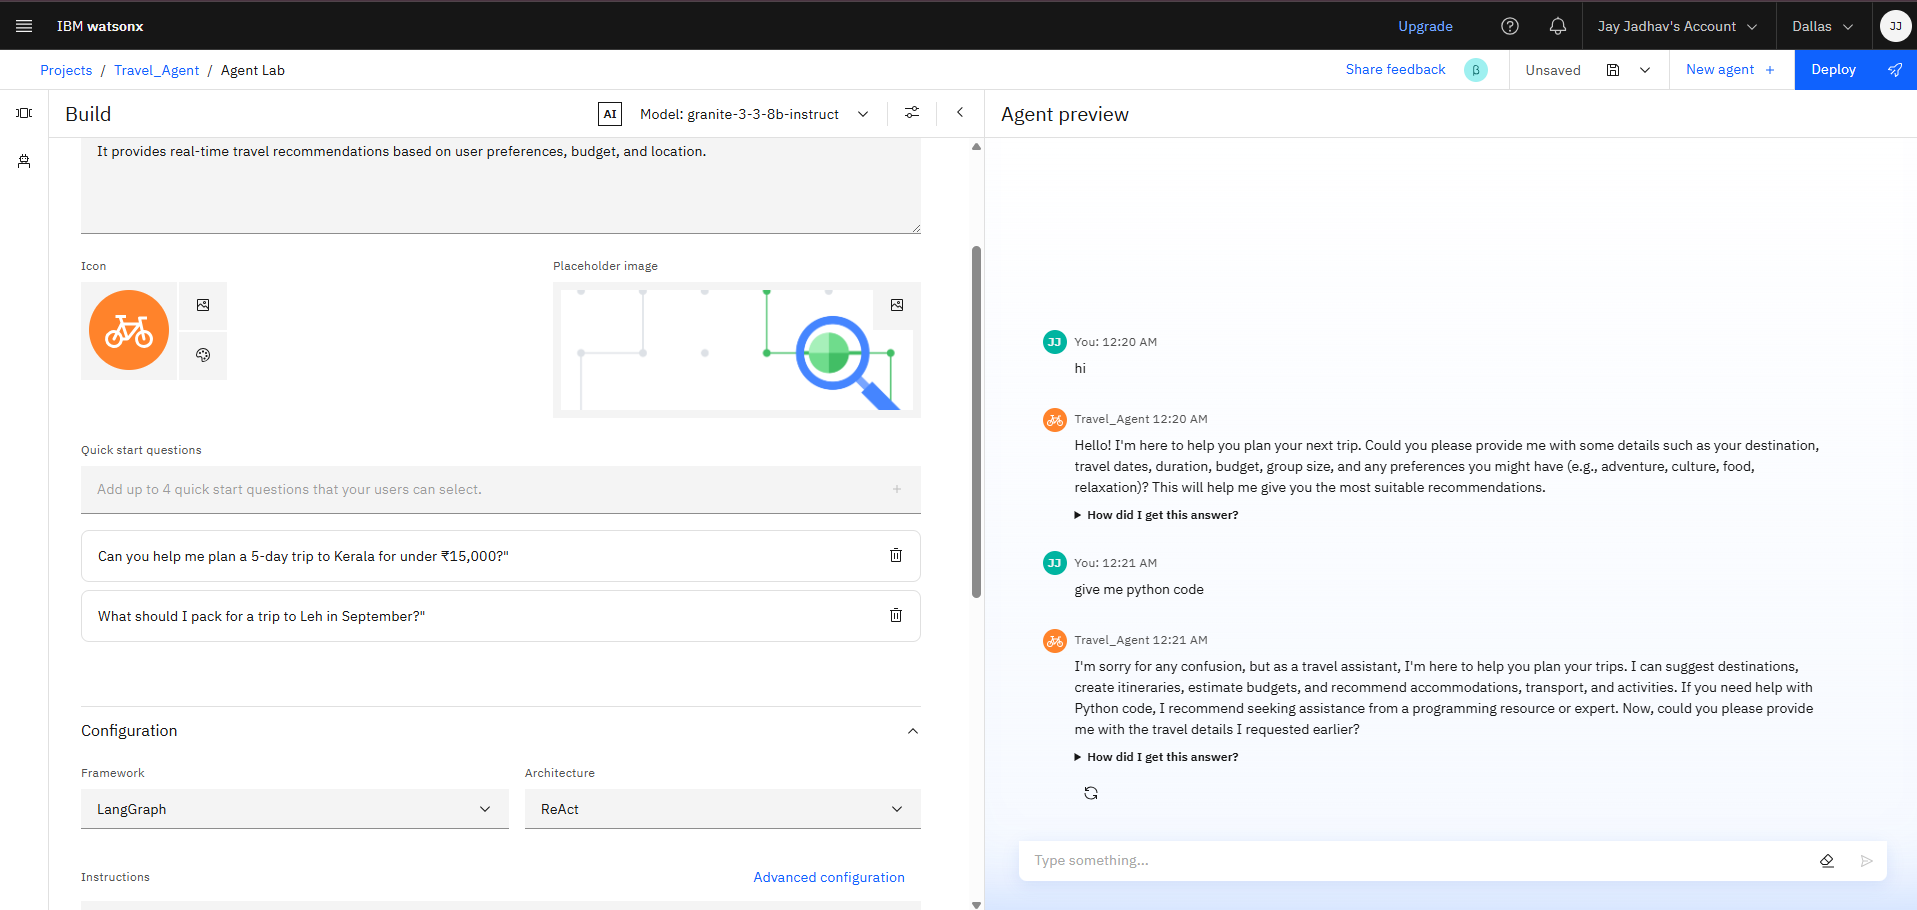 IBM watsonx
Upgrade
Jay Jadhav's Account
Dallas
JJ
Projects / Travel_Agent / Agent Lab
Share feedback
β
Unsaved
New agent +
Deploy
Build
AI
Model: granite-3-3-8b-instruct
It provides real-time travel recommendations based on user preferences, budget, and location.
Icon
Placeholder image
Quick start questions
Add up to 4 quick start questions that your users can select.
Can you help me plan a 5-day trip to Kerala for under ₹15,000?"
What should I pack for a trip to Leh in September?"
Configuration
Framework
Architecture
LangGraph
ReAct
Instructions
Advanced configuration
Agent preview
JJ
You: 12:20 AM
hi
Travel_Agent 12:20 AM
Hello! I'm here to help you plan your next trip. Could you please provide me with some details such as your destination,
travel dates, duration, budget, group size, and any preferences you might have (e.g., adventure, culture, food,
relaxation)? This will help me give you the most suitable recommendations.
How did I get this answer?
JJ
You: 12:21 AM
give me python code
Travel_Agent 12:21 AM
I'm sorry for any confusion, but as a travel assistant, I'm here to help you plan your trips. I can suggest destinations,
create itineraries, estimate budgets, and recommend accommodations, transport, and activities. If you need help with
Python code, I recommend seeking assistance from a programming resource or expert. Now, could you please provide
me with the travel details I requested earlier?
How did I get this answer?
Type something...